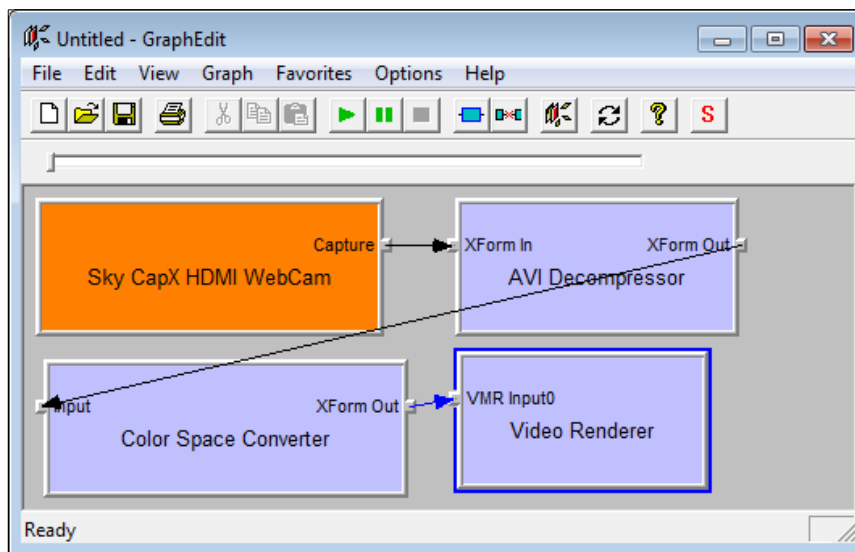 Untitled - GraphEdit
File Edit View Graph Favorites Options Help
S
Capture
Sky CapX HDMI WebCam
XForm In XForm Out
AVI Decompressor
Input XForm Out
Color Space Converter
VMR Input0
Video Renderer
Ready